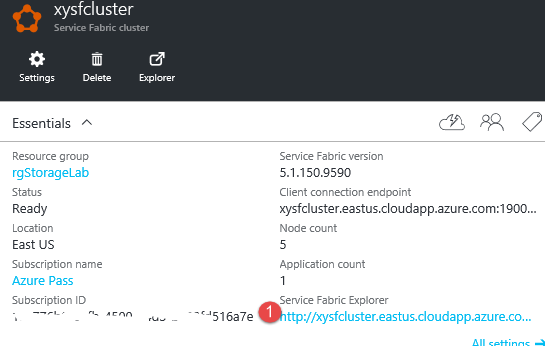 xysfcluster
Service Fabric cluster
Settings Delete Explorer
Essentials
Resource group
rgStorageLab
Status
Ready
Location
East US
Subscription name
Azure Pass
Subscription ID
516a7e
Service Fabric version
5.1.150.9590
Client connection endpoint
xysfcluster.eastus.cloudapp.azure.com:1900...
Node count
5
Application count
1
Service Fabric Explorer
1 http://xysfcluster.eastus.cloudapp.azure.co...
All settings